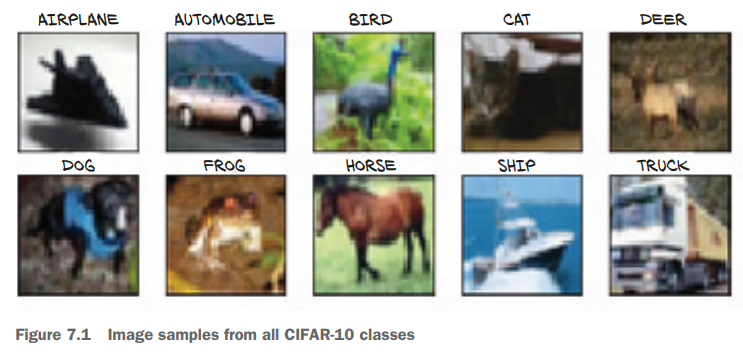 AIRPLANE AUTOMOBILE BIRD CAT DEER
DOG FROG HORSE SHIP TRUCK
Figure 7.1 Image samples from all CIFAR-10 classes